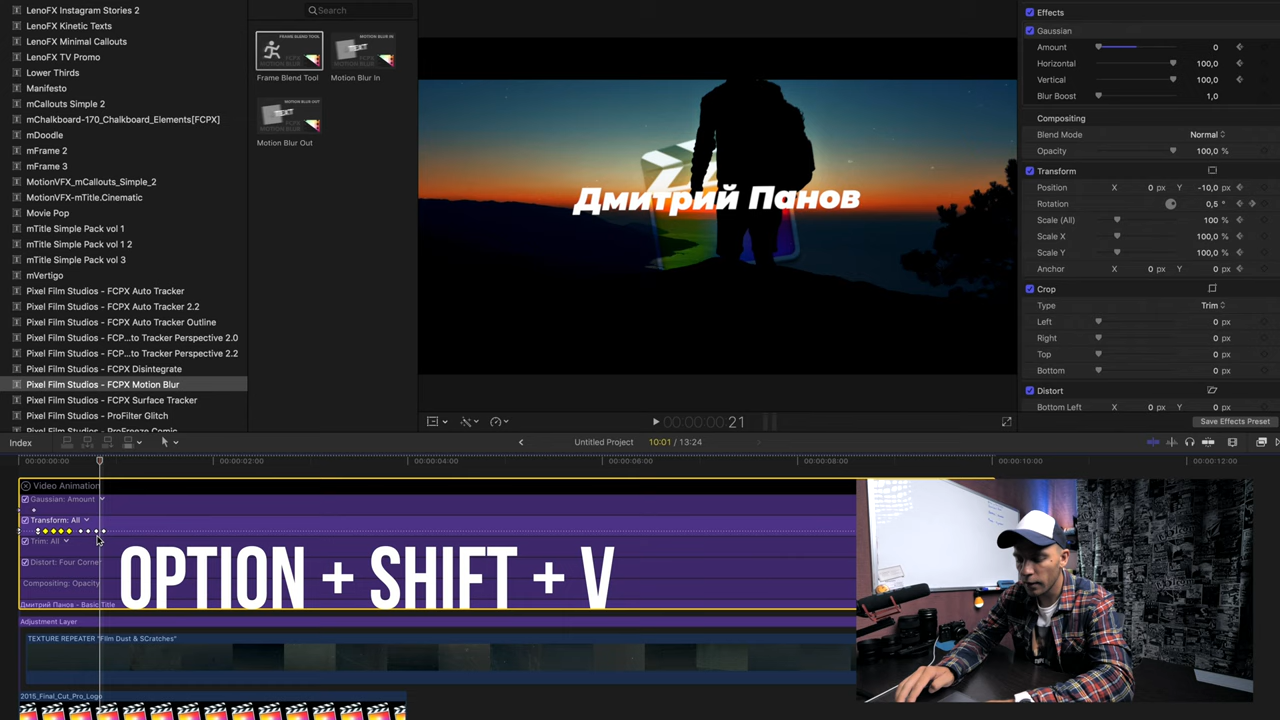 LenoFX Instagram Stories 2
LenoFX Kinetic Texts
LenoFX Minimal Callouts
LenoFX TV Promo
Lower Thirds
Manifesto
mCallouts Simple 2
mChalkboard-170_Chalkboard_Elements[FCPX]
mDoodle
mFrame 2
mFrame 3
MotionVFX_mCallouts_Simple_2
MotionVFX-mTitle.Cinematic
Movie Pop
mTitle Simple Pack vol 1
mTitle Simple Pack vol 1 2
mTitle Simple Pack vol 3
mVertigo
Pixel Film Studios - FCPX Auto Tracker
Pixel Film Studios - FCPX Auto Tracker 2.2
Pixel Film Studios - FCPX Auto Tracker Outline
Pixel Film Studios - FCP...to Tracker Perspective 2.0
Pixel Film Studios - FCP...to Tracker Perspective 2.2
Pixel Film Studios - FCPX Disintegrate
Pixel Film Studios - FCPX Motion Blur
Pixel Film Studios - FCPX Surface Tracker
Pixel Film Studios - ProFilter Glitch
Pixel Film Studios - ProFreeze Comic
Search
FRAME BLEND TOOL
MOTION BLUR IN
Frame Blend Tool
Motion Blur In
MOTION BLUR OUT
Motion Blur Out
Дмитрий Панов
Effects
Gaussian
Amount 0
Horizontal 100,0
Vertical 100,0
Blur Boost 1,0
Compositing
Blend Mode Normal
Opacity 100,0 %
Transform
Position X 0 px Y -10,0 px
Rotation 0,5 °
Scale (All) 100 %
Scale X 100,0 %
Scale Y 100,0 %
Anchor X 0 px Y 0 px
Crop
Type Trim
Left 0 px
Right 0 px
Top 0 px
Bottom 0 px
Distort
Bottom Left X 0 px Y 0 px
Save Effects Preset
00:00:00:00 21
Index
Untitled Project 10:01 / 13:24
00:00:00:00 00:00:02:00 00:00:04:00 00:00:06:00 00:00:08:00 00:00:10:00 00:00:12:00
Video Animation
Gaussian: Amount
Transform: All
Trim: All
Distort: Four Corner
Compositing: Opacity
OPTION + SHIFT + V
Дмитрий Панов - Basic Title
Adjustment Layer
TEXTURE REPEATER "Film Dust & SCratches"
2015_Final_Cut_Pro_Logo